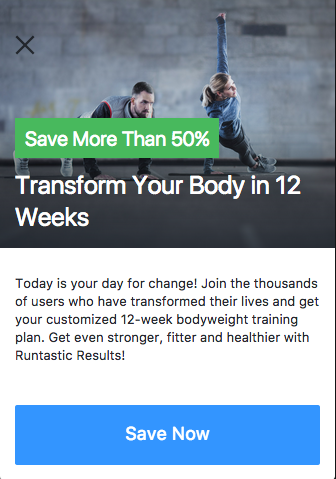 Save More Than 50%
Transform Your Body in 12
Weeks
Today is your day for change! Join the thousands
of users who have transformed their lives and get
your customized 12-week bodyweight training
plan. Get even stronger, fitter and healthier with
Runtastic Results!
Save Now